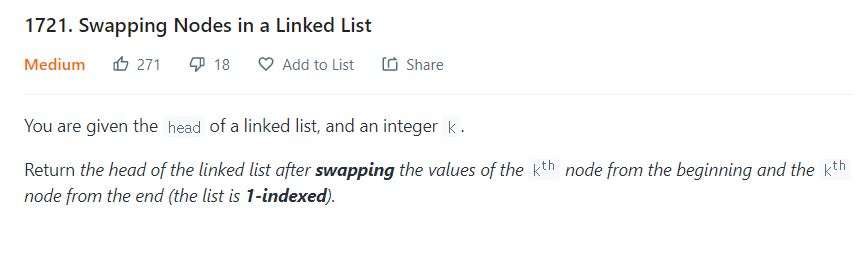 1721. Swapping Nodes in a Linked List
Medium 271 18 Add to List Share
You are given the head of a linked list, and an integer k.
Return the head of the linked list after swapping the values of the kth node from the beginning and the kth
node from the end (the list is 1-indexed).